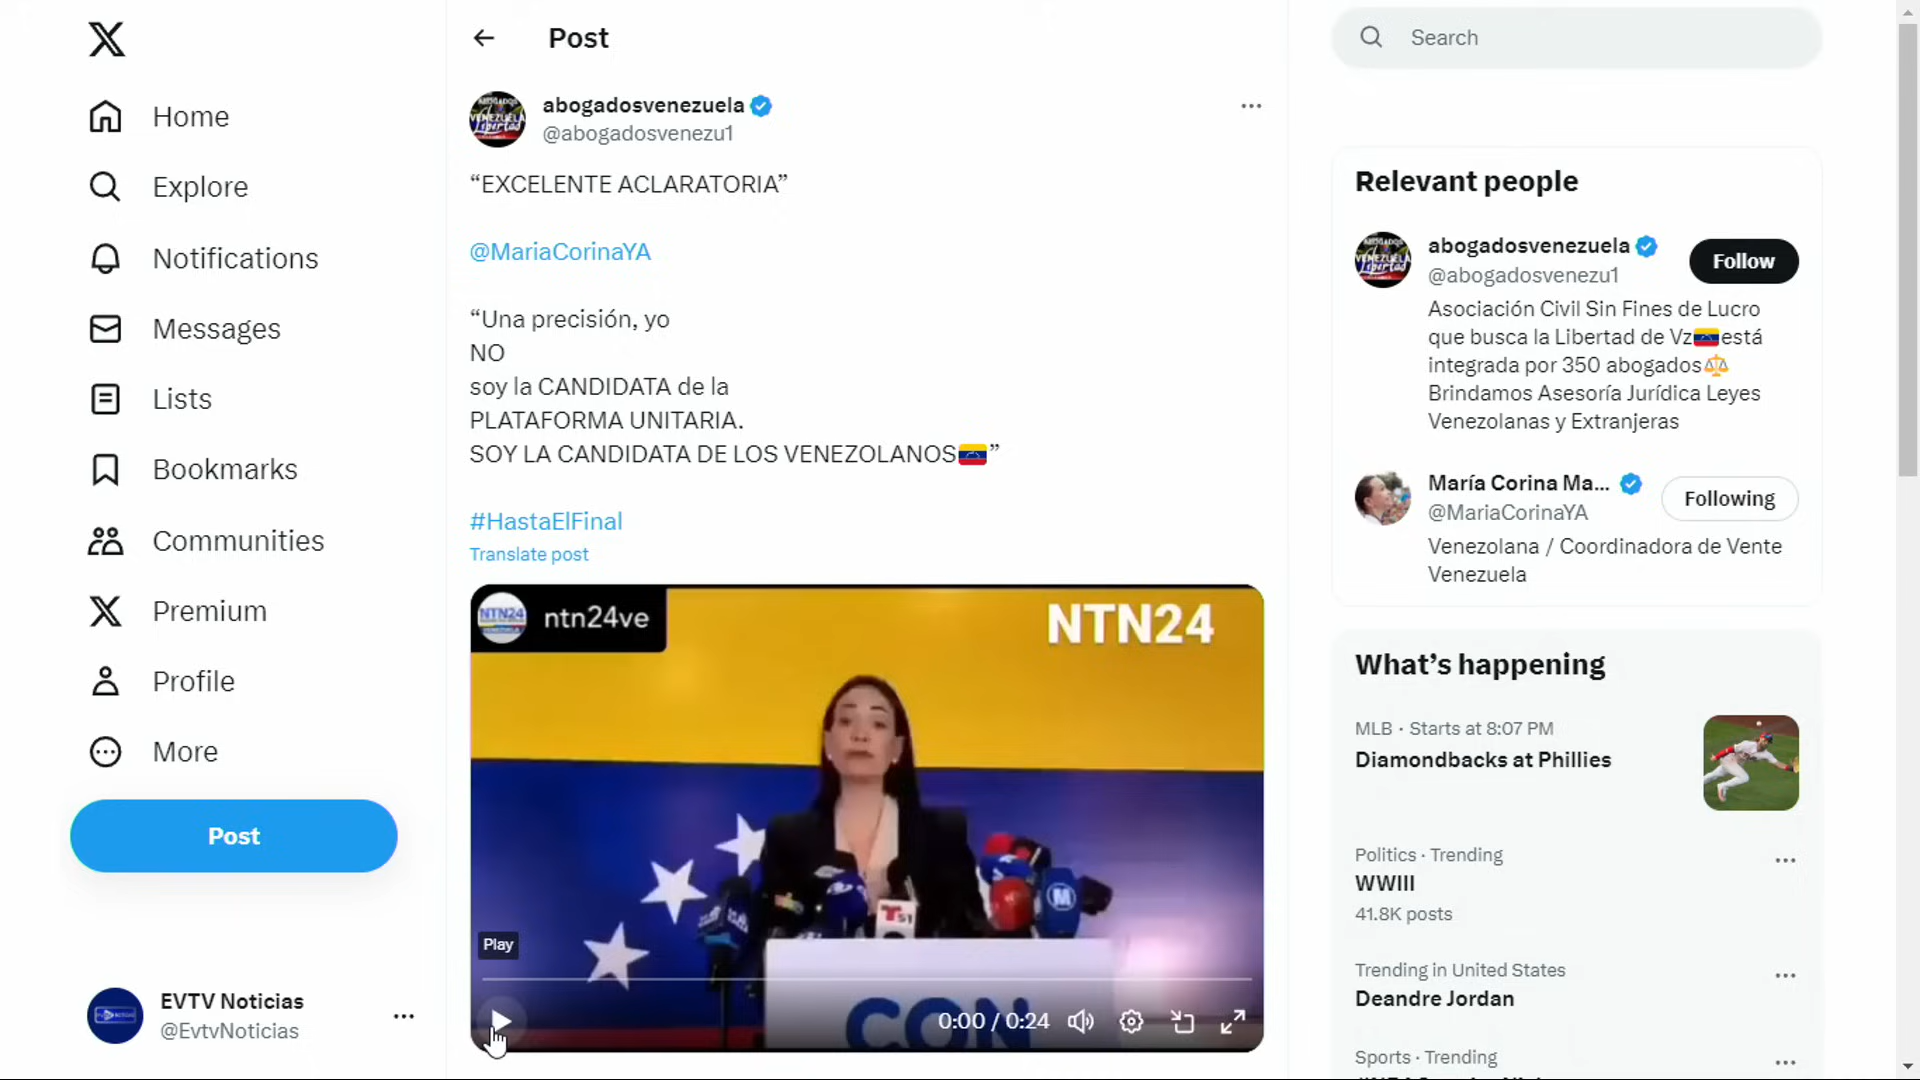 Home
Explore
Notifications
Messages
Lists
Bookmarks
Communities
Premium
Profile
More
Post
EVTV Noticias
@EvtvNoticias
Post
abogadosvenezuela
@abogadosvenezu1
“EXCELENTE ACLARATORIA”
@MariaCorinaYA
“Una precisión, yo
NO
soy la CANDIDATA de la
PLATAFORMA UNITARIA.
SOY LA CANDIDATA DE LOS VENEZOLANOS🇻🇪”
#HastaElFinal
Translate post
NTN24
ntn24ve
NTN24
T51
M
CON
Play
0:00 / 0:24
Search
Relevant people
abogadosvenezuela
@abogadosvenezu1
Follow
Asociación Civil Sin Fines de Lucro
que busca la Libertad de Vz🇻🇪está
integrada por 350 abogados⚖️
Brindamos Asesoría Jurídica Leyes
Venezolanas y Extranjeras
María Corina Ma...
@MariaCorinaYA
Following
Venezolana / Coordinadora de Vente
Venezuela
What’s happening
MLB · Starts at 8:07 PM
Diamondbacks at Phillies
Politics · Trending
WWIII
41.8K posts
Trending in United States
Deandre Jordan
Sports · Trending